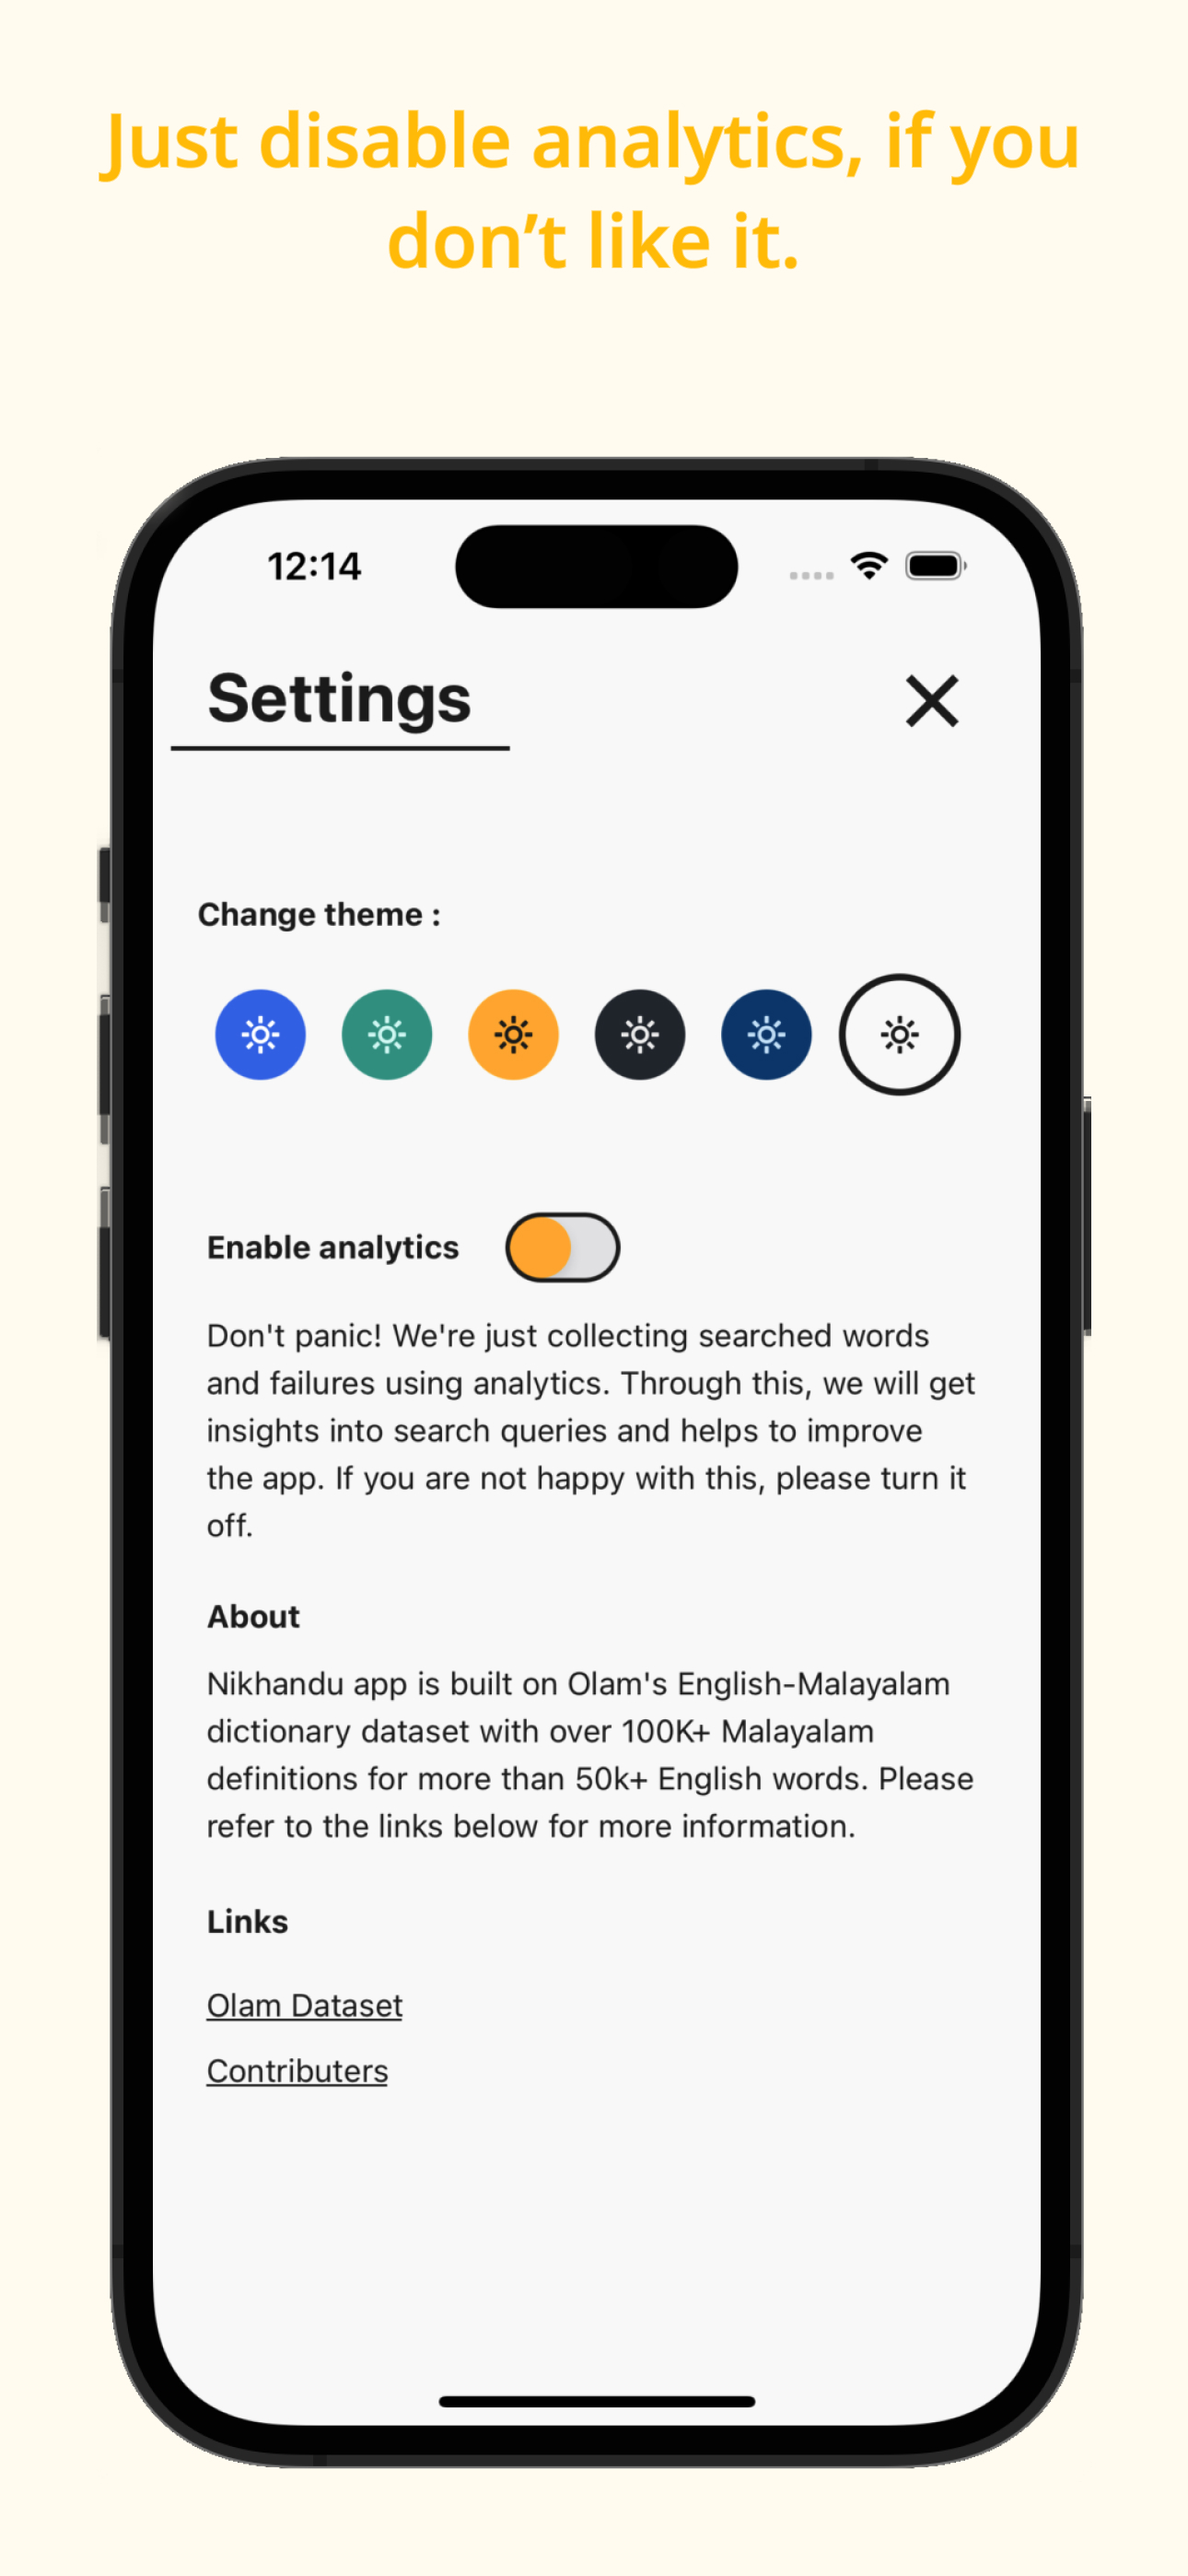 Just disable analytics, if you
don’t like it.
12:14
Settings
Change theme :
Enable analytics
Don't panic! We're just collecting searched words
and failures using analytics. Through this, we will get
insights into search queries and helps to improve
the app. If you are not happy with this, please turn it
off.
About
Nikhandu app is built on Olam's English-Malayalam
dictionary dataset with over 100K+ Malayalam
definitions for more than 50k+ English words. Please
refer to the links below for more information.
Links
Olam Dataset
Contributers